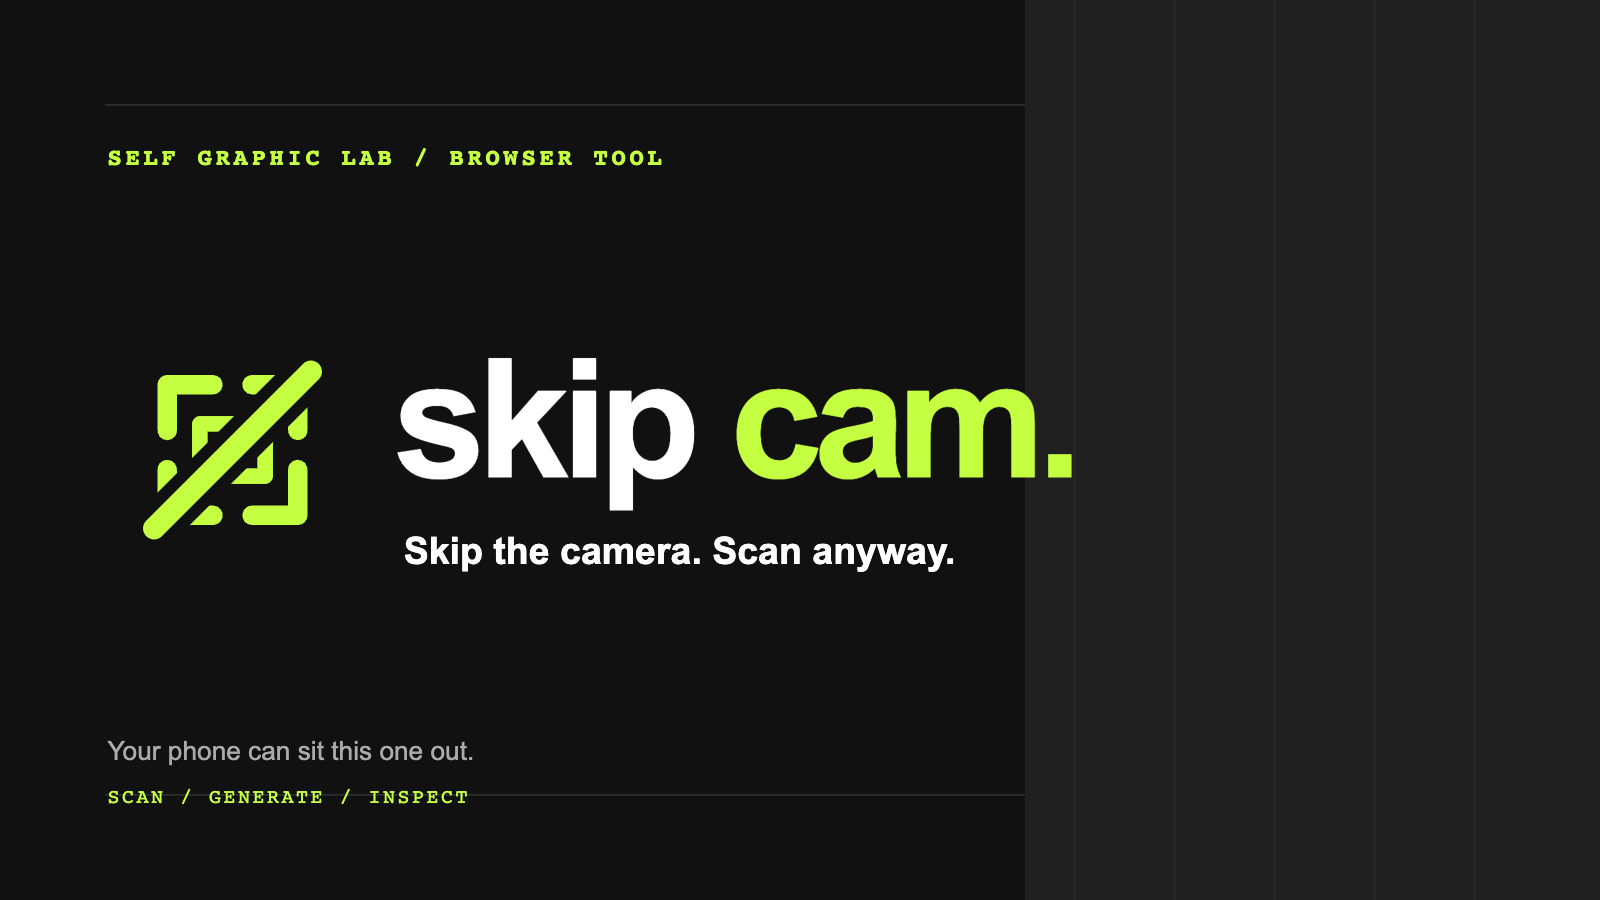 SELF GRAPHIC LAB / BROWSER TOOL
skip cam.
Skip the camera. Scan anyway.
Your phone can sit this one out.
SCAN / GENERATE / INSPECT